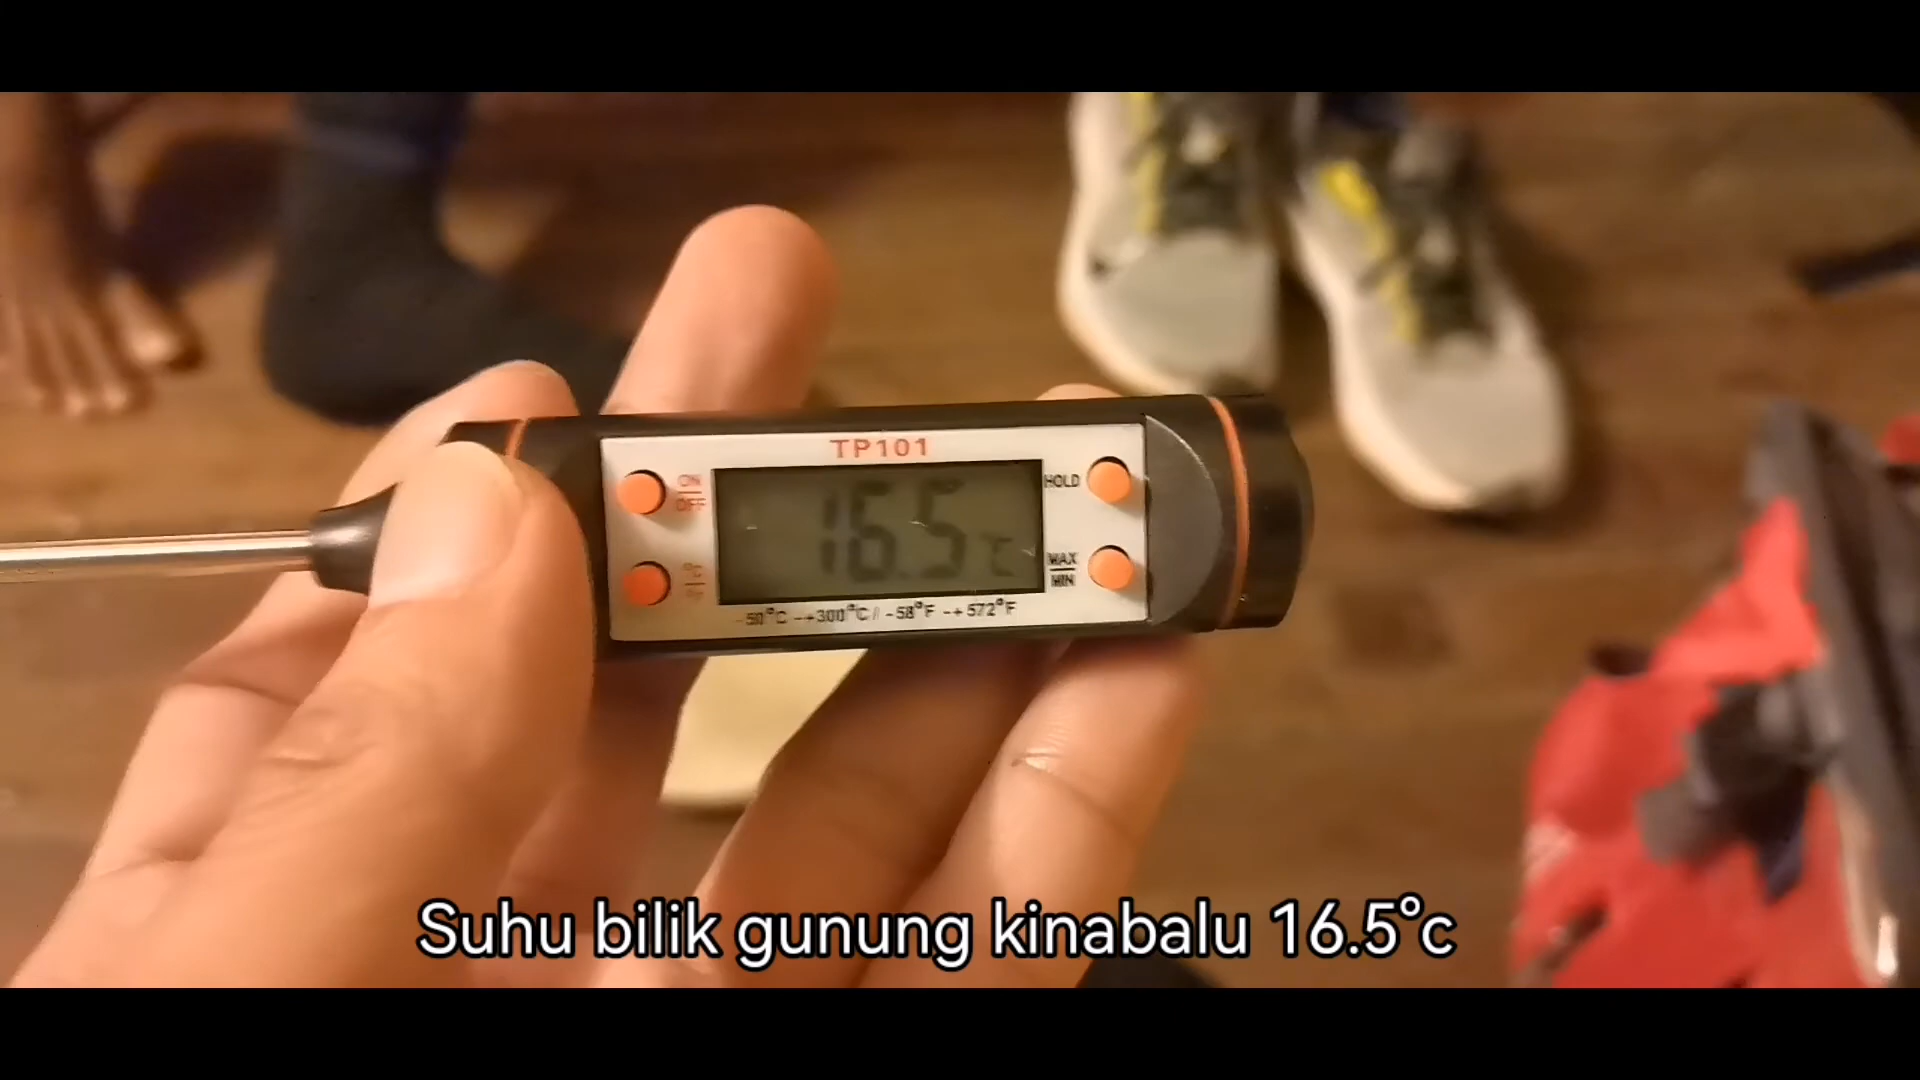 TP101
ON
OFF
16.5°C
HOLD
°C
°F
MAX
MIN
-50°C -+300°C // -58°F -+572°F
Suhu bilik gunung kinabalu 16.5°c